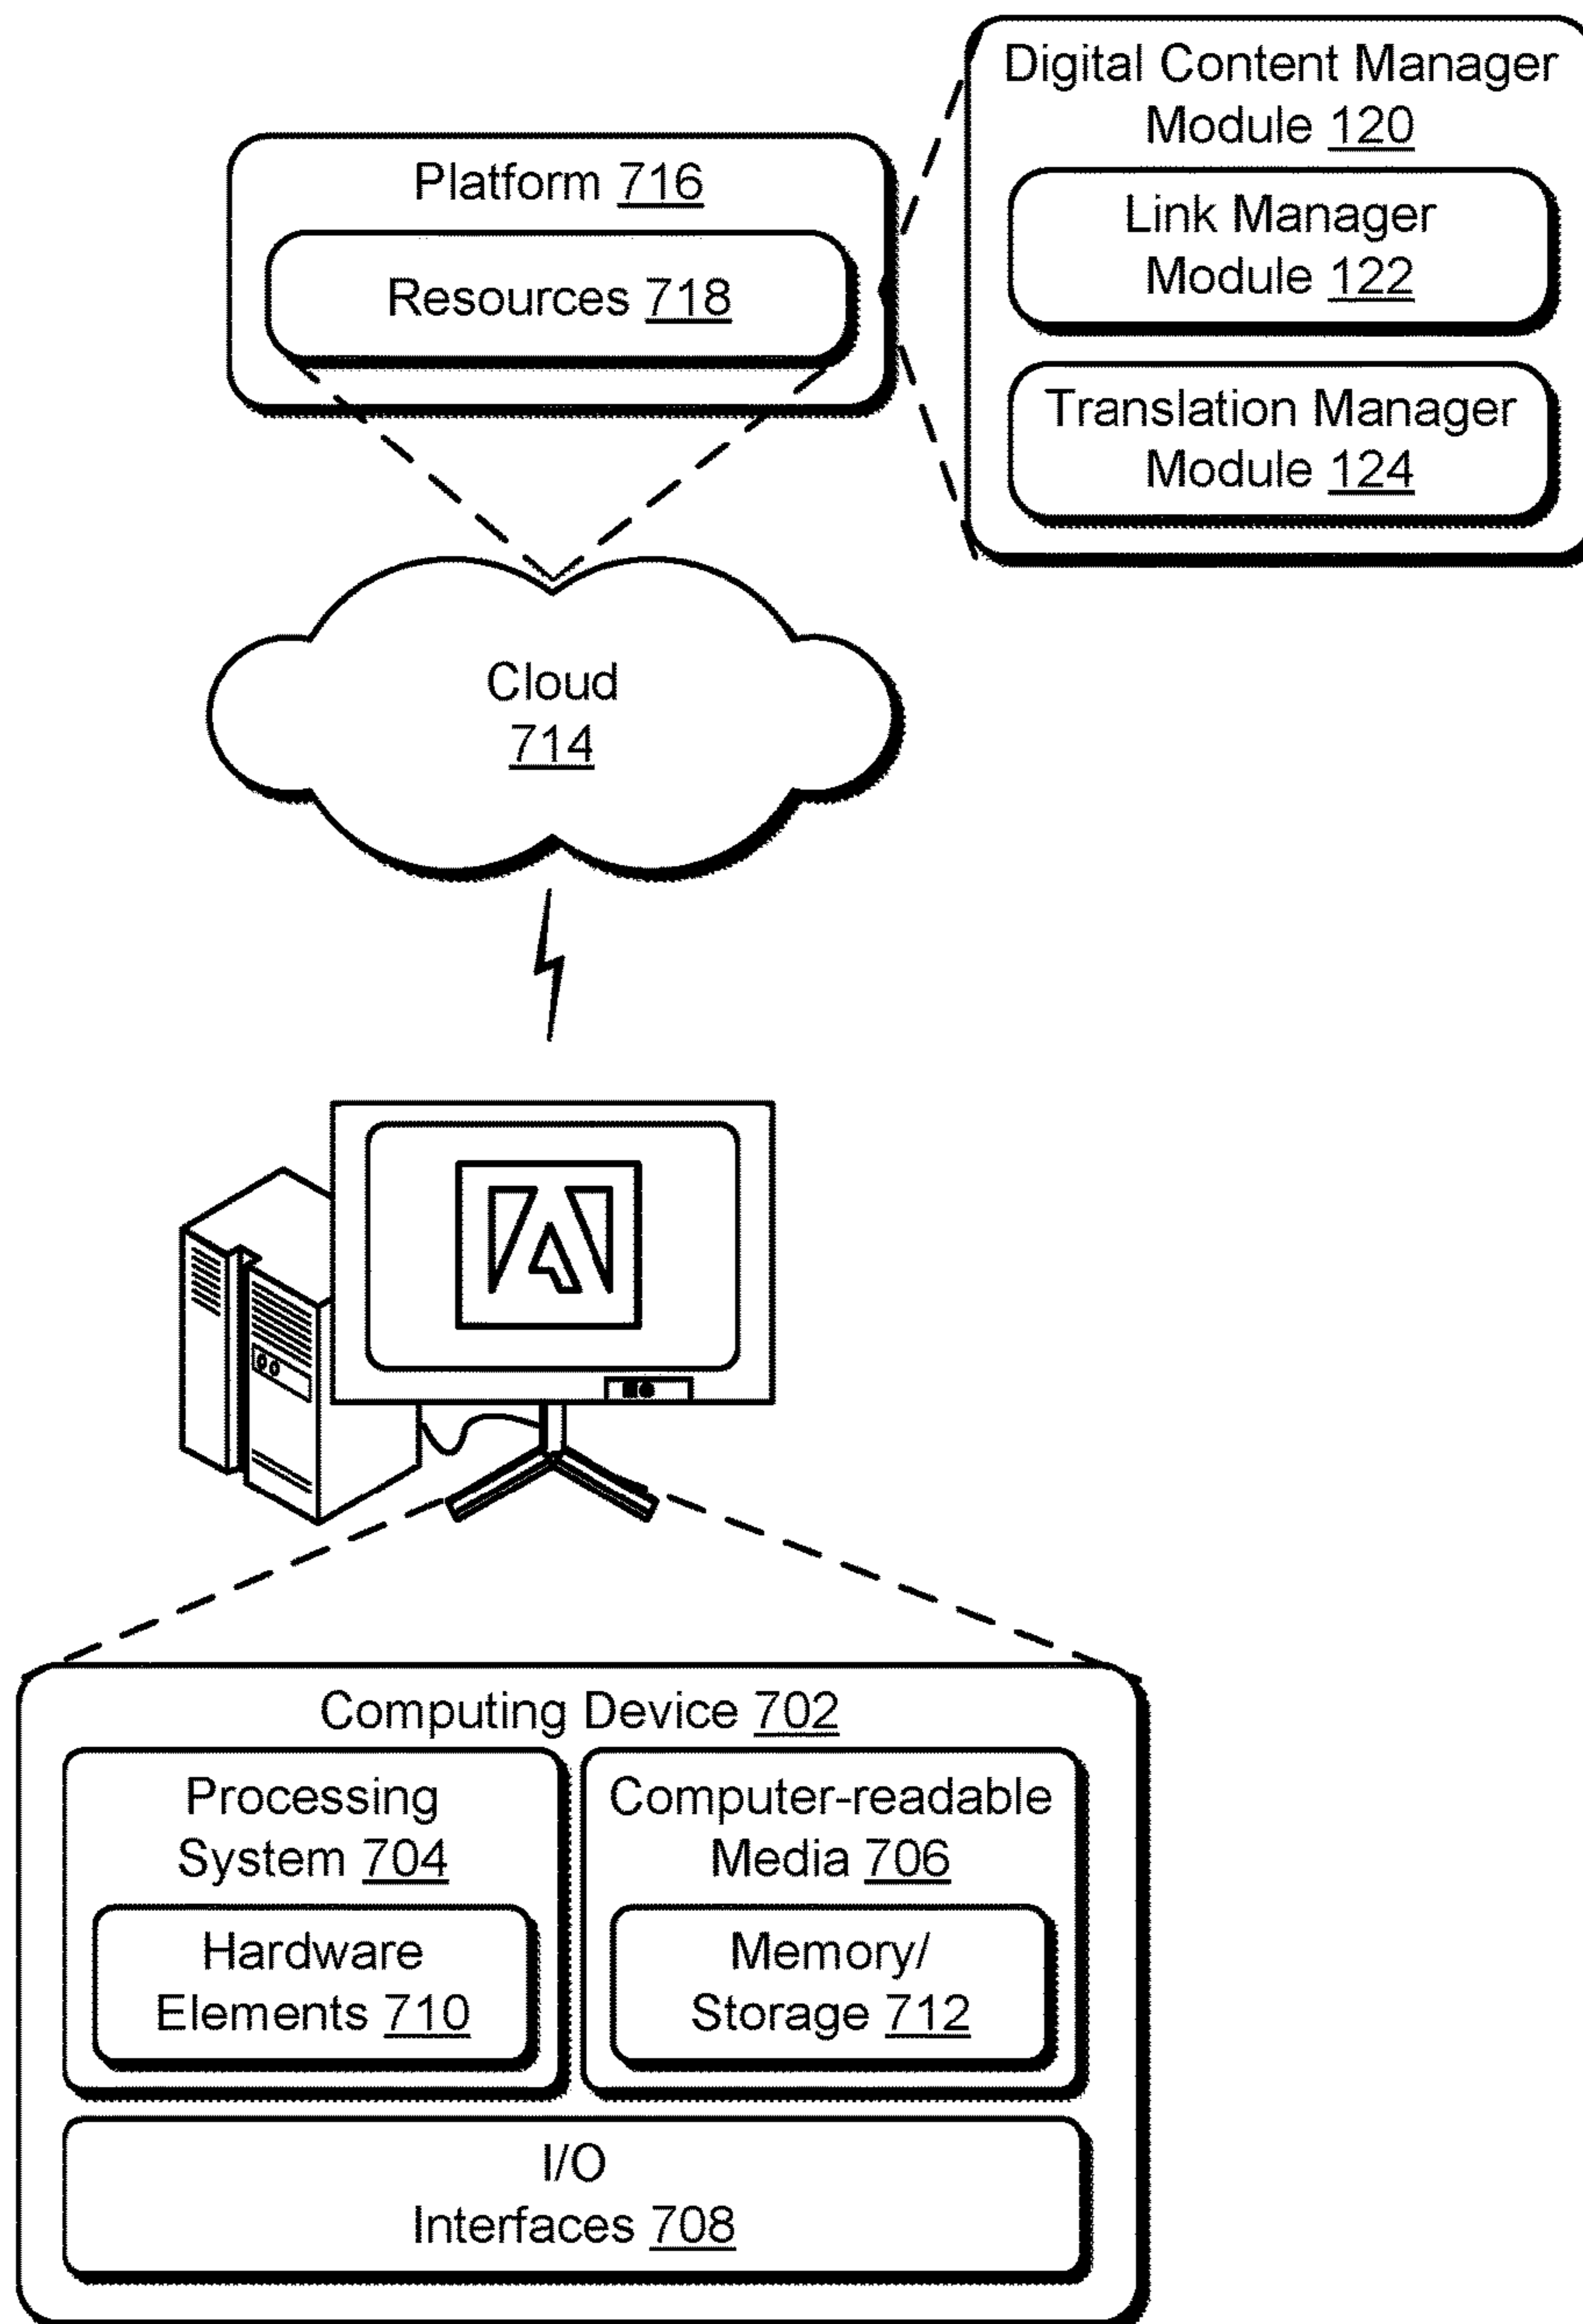 Digital Content Manager
Module 120
Link Manager
Module 122
Translation Manager
Module 124
Platform 716
Resources 718
Cloud
714
Computing Device 702
Processing
System 704
Hardware
Elements 710
Computer-readable
Media 706
Memory/
Storage 712
I/O
Interfaces 708